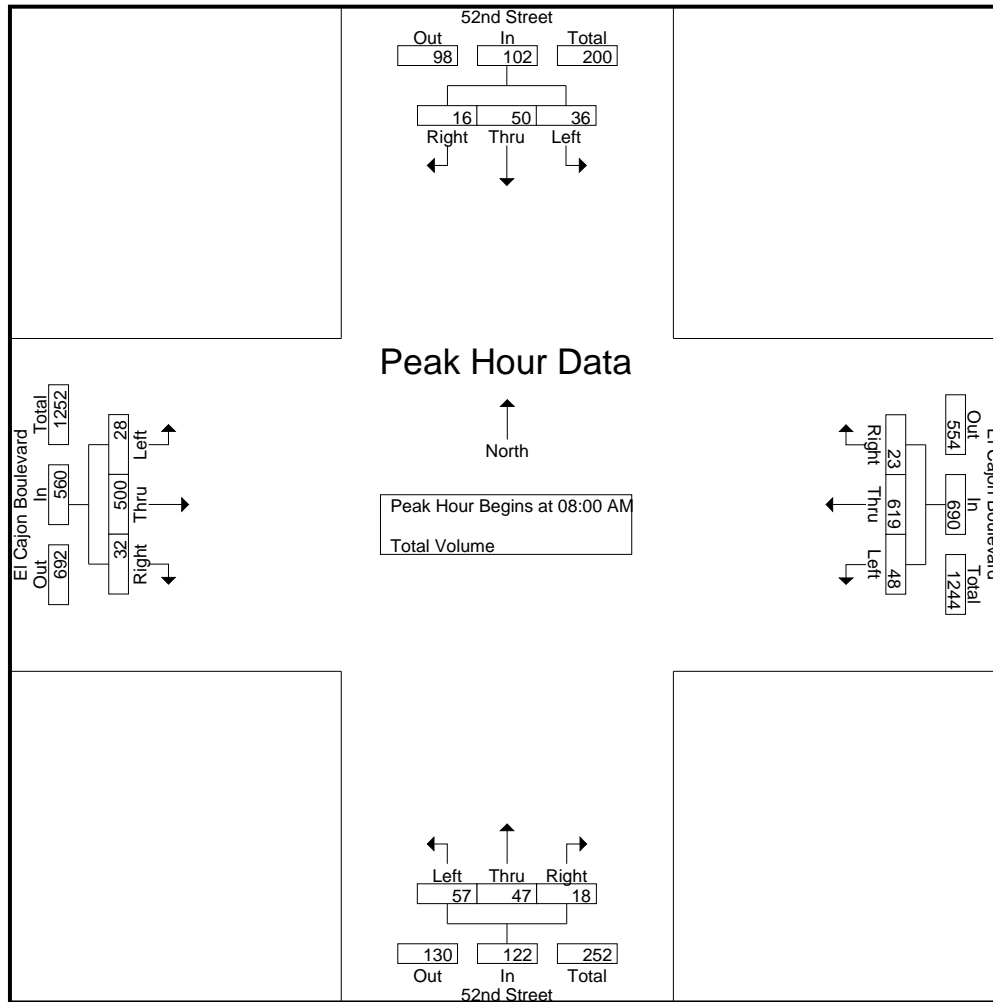 52nd Street
Out In Total
98 102 200
16 50 36
Right Thru Left
Peak Hour Data
North
Peak Hour Begins at 08:00 AM
Total Volume
El Cajon Boulevard
Out In Total
692 560 1252
Left Thru Right
28 500 32
El Cajon Boulevard
Out In Total
554 690 1244
Right Thru Left
23 619 48
Left Thru Right
57 47 18
130 122 252
Out In Total
52nd Street